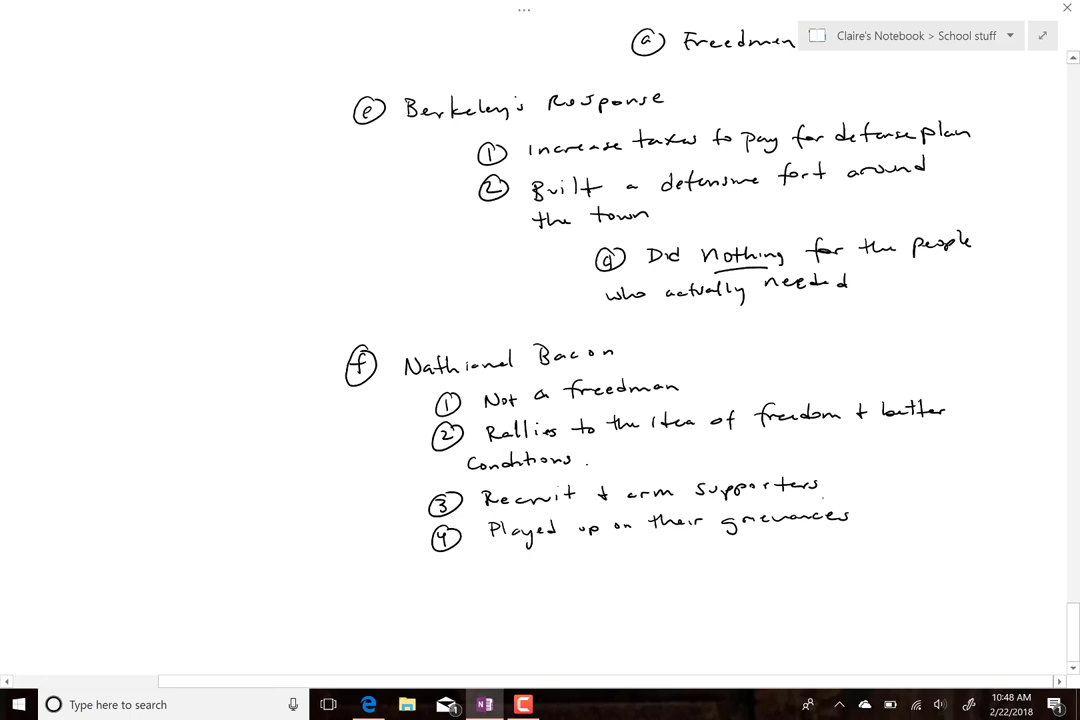 ...
ⓐ Freedmen
Claire's Notebook > School stuff
ⓔ Berkeley's Response
① increase taxes to pay for defense plan
② Built a defensive fort around
the town
ⓐ Did nothing for the people
who actually needed
ⓕ Nathional Bacon
① Not a freedman
② Rallies to the idea of freedom + better
conditions.
③ Recruit + arm supporters
④ Played up on their grievances
Type here to search
10:48 AM
2/22/2018